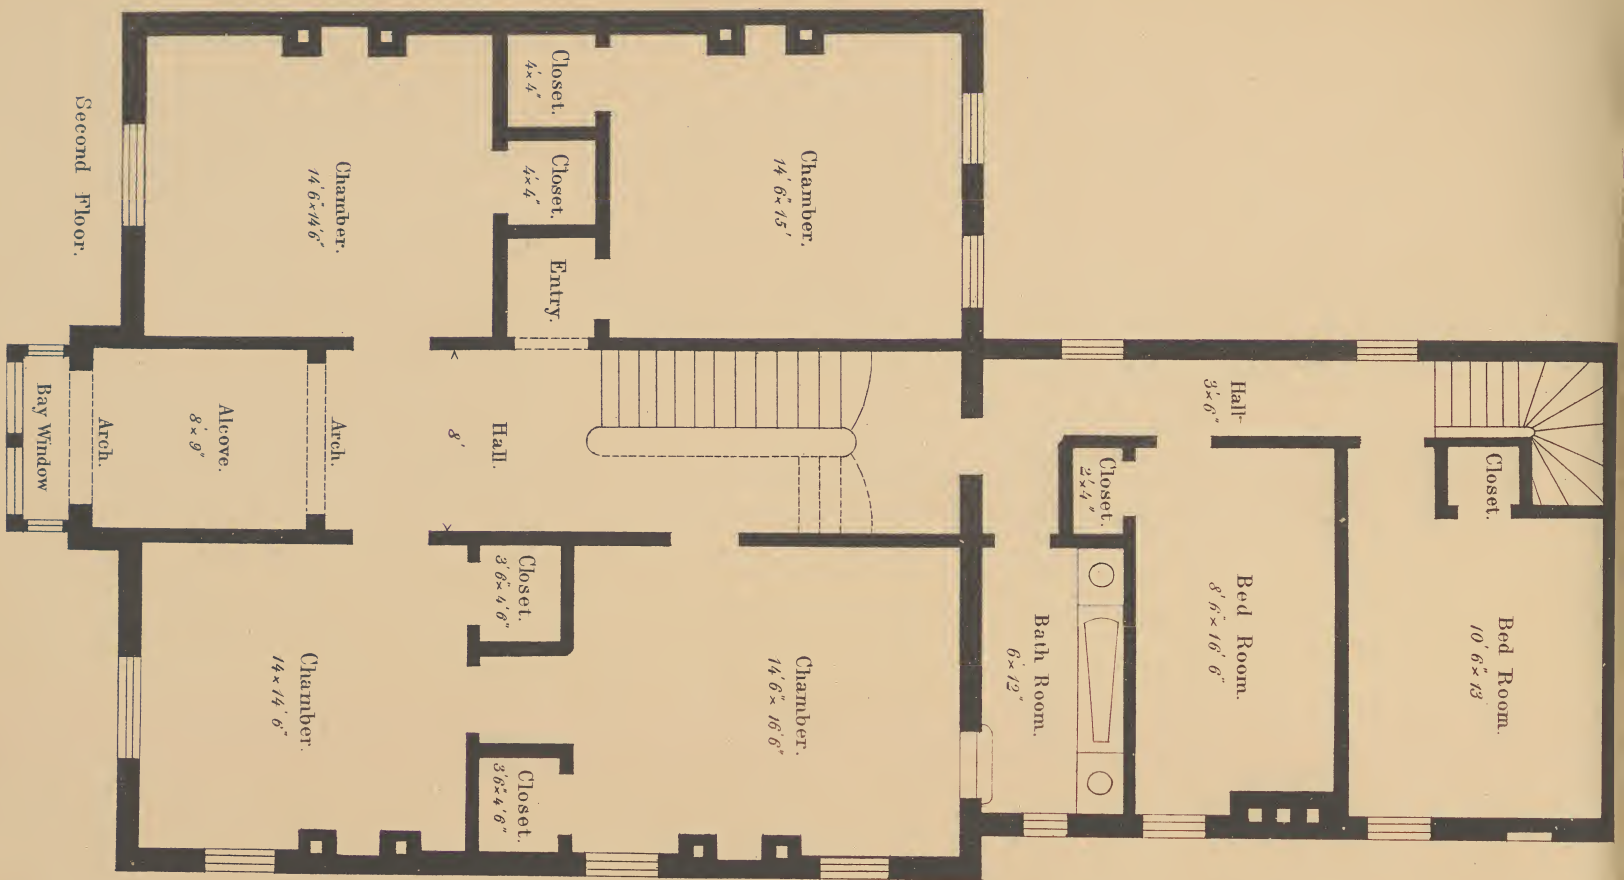 Second Floor.
Chamber.
14' 6" × 14' 6"
Closet.
4' × 4"
Closet.
4' × 4"
Entry.
Chamber.
14' 6" × 15'
Bay Window
Arch.
Alcove.
8' × 9"
Arch.
Hall.
8'
Hall
3' × 6"
Closet.
Closet.
2' × 4"
Chamber.
14 × 14' 6"
Closet.
3' 6" × 4' 6"
Closet.
3' 6" × 4' 6"
Chamber.
14' 6" × 16' 6"
Bath Room.
6' × 12"
Bed Room.
8' 6" × 16' 6"
Bed Room.
10' 6" × 13'